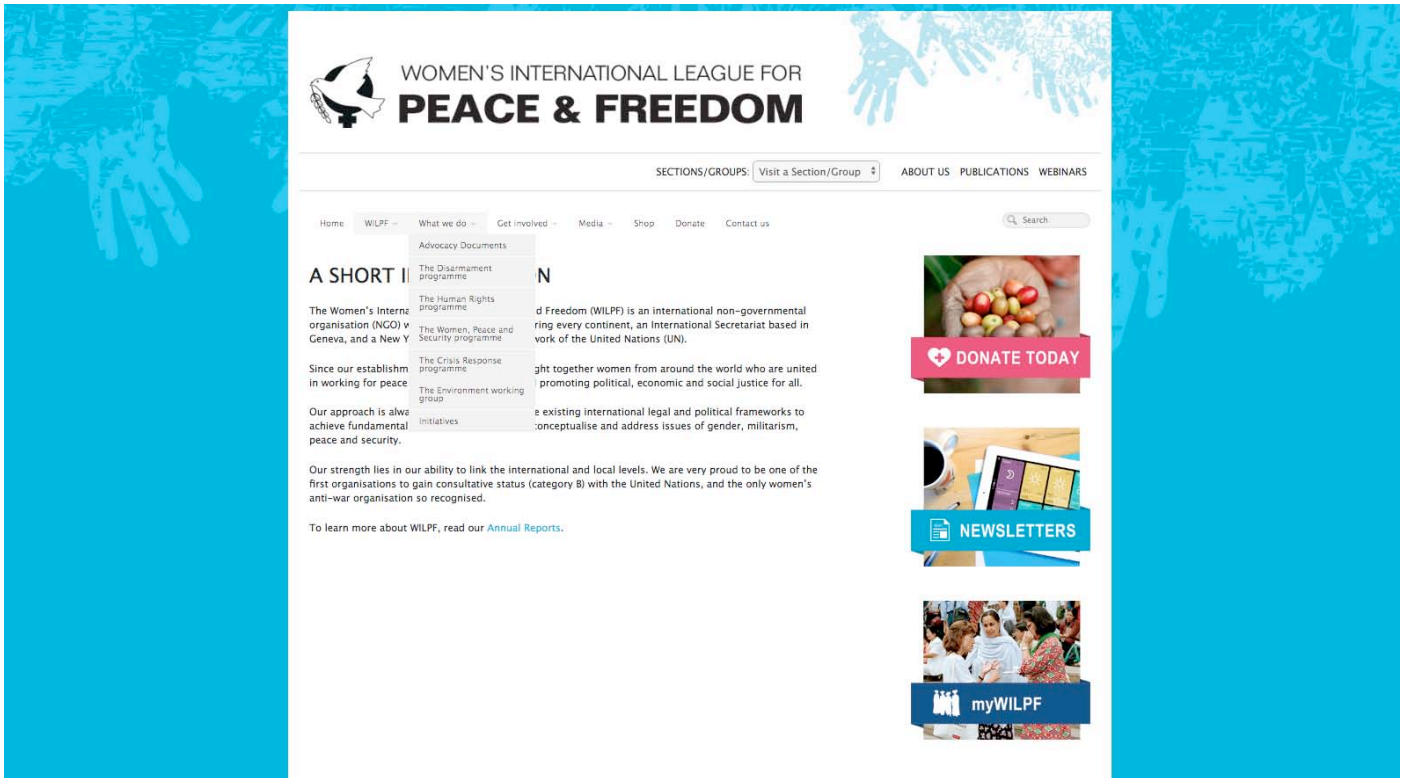 WOMEN'S INTERNATIONAL LEAGUE FOR
PEACE & FREEDOM
SECTIONS/GROUPS: Visit a Section/Group ABOUT US PUBLICATIONS WEBINARS
Home WILPF What we do Get involved Media Shop Donate Contact us
Search
Advocacy Documents
The Disarmament
programme
The Human Rights
programme
The Women, Peace and
Security programme
The Crisis Response
programme
The Environment working
group
Initiatives
A SHORT
The Women's d Freedom (WILPF) is an international non-governmental
organisation (NGO) every continent, an International Secretariat based in
Geneva, and a New of the United Nations (UN).
Since our together women from around the world who are united
in working for peace promoting political, economic and social justice for all.
Our approach is existing international legal and political frameworks to
achieve fundamental conceptualise and address issues of gender, militarism,
peace and security.
Our strength lies in our ability to link the international and local levels. We are very proud to be one of the
first organisations to gain consultative status (category B) with the United Nations, and the only women's
anti-war organisation so recognised.
To learn more about WILPF, read our Annual Reports.
DONATE TODAY
NEWSLETTERS
myWILPF